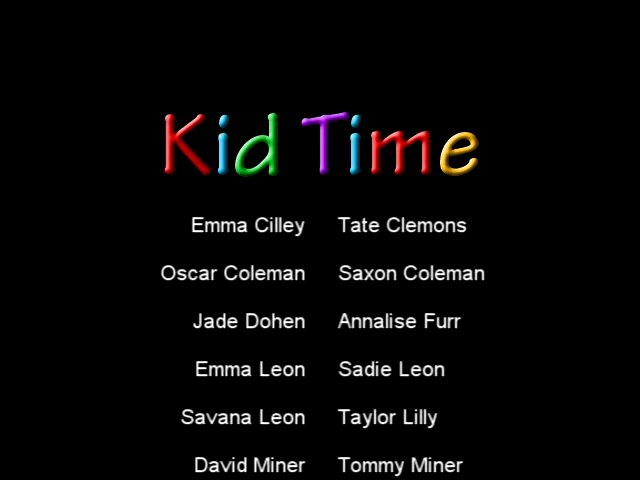 Kid Time
Emma Cilley Tate Clemons
Oscar Coleman Saxon Coleman
Jade Dohen Annalise Furr
Emma Leon Sadie Leon
Savana Leon Taylor Lilly
David Miner Tommy Miner